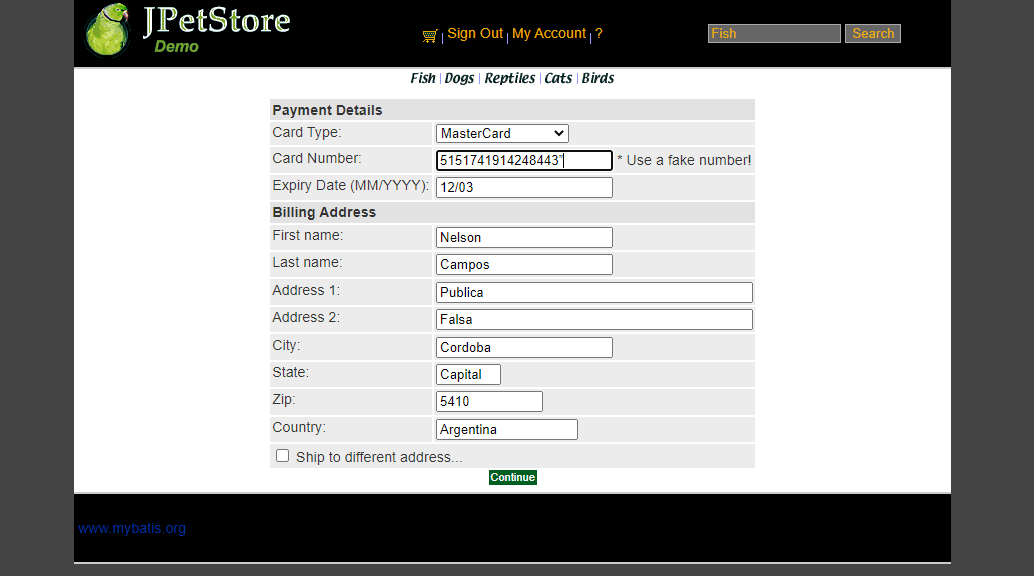 JPetStore
Demo
Sign Out | My Account | ?
Fish
Search
Fish | Dogs | Reptiles | Cats | Birds
Payment Details
Card Type: MasterCard
Card Number: 5151741914248443" * Use a fake number!
Expiry Date (MM/YYYY): 12/03
Billing Address
First name: Nelson
Last name: Campos
Address 1: Publica
Address 2: Falsa
City: Cordoba
State: Capital
Zip: 5410
Country: Argentina
Ship to different address...
Continue
www.mybatis.org